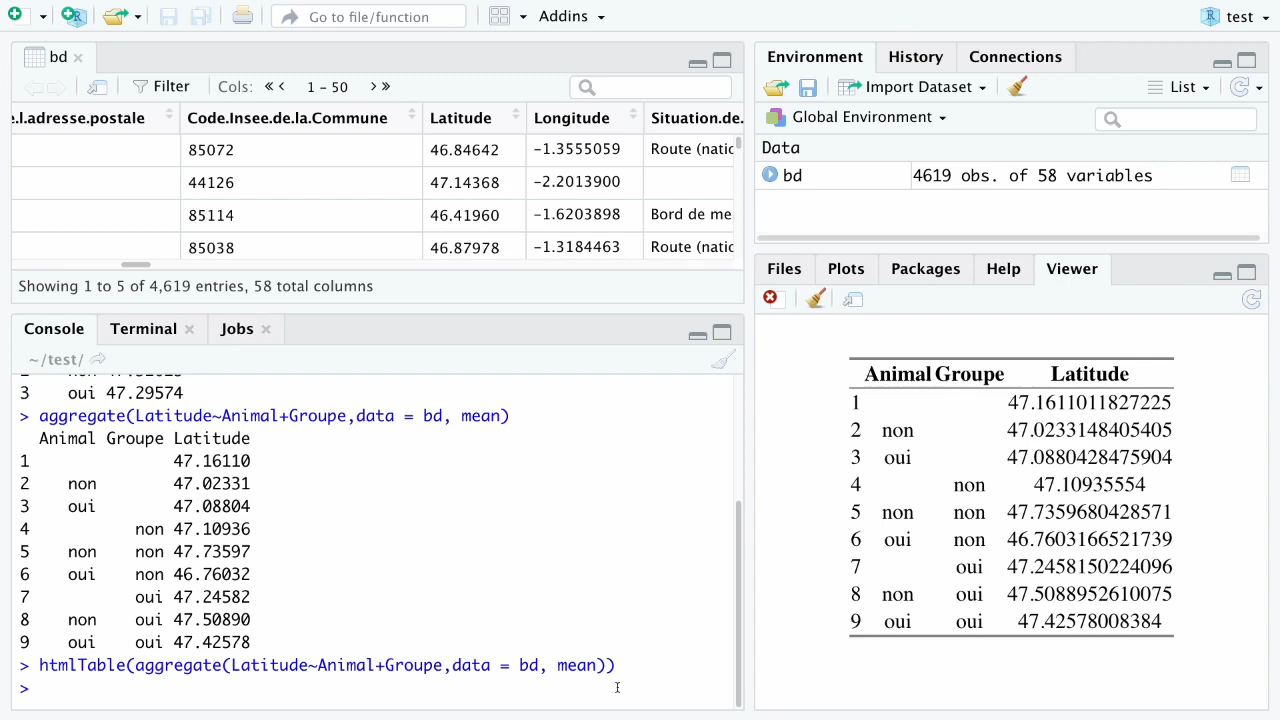 Go to file/function
Addins
test
bd
Filter
Cols:
1 - 50
e.l.adresse.postale
Code.Insee.de.la.Commune
Latitude
Longitude
Situation.de.
85072
46.84642
-1.3555059
Route (natio
44126
47.14368
-2.2013900
85114
46.41960
-1.6203898
Bord de me
85038
46.87978
-1.3184463
Route (natio
Showing 1 to 5 of 4,619 entries, 58 total columns
Console
Terminal
Jobs
~/test/
3 oui 47.29574
> aggregate(Latitude~Animal+Groupe,data = bd, mean)
Animal Groupe Latitude
1 47.16110
2 non 47.02331
3 oui 47.08804
4 non 47.10936
5 non non 47.73597
6 oui non 46.76032
7 oui 47.24582
8 non oui 47.50890
9 oui oui 47.42578
> htmlTable(aggregate(Latitude~Animal+Groupe,data = bd, mean))
>
Environment
History
Connections
Import Dataset
List
Global Environment
Data
bd
4619 obs. of 58 variables
Files
Plots
Packages
Help
Viewer
Animal Groupe Latitude
1 47.1611011827225
2 non 47.0233148405405
3 oui 47.0880428475904
4 non 47.10935554
5 non non 47.7359680428571
6 oui non 46.7603166521739
7 oui 47.2458150224096
8 non oui 47.5088952610075
9 oui oui 47.42578008384